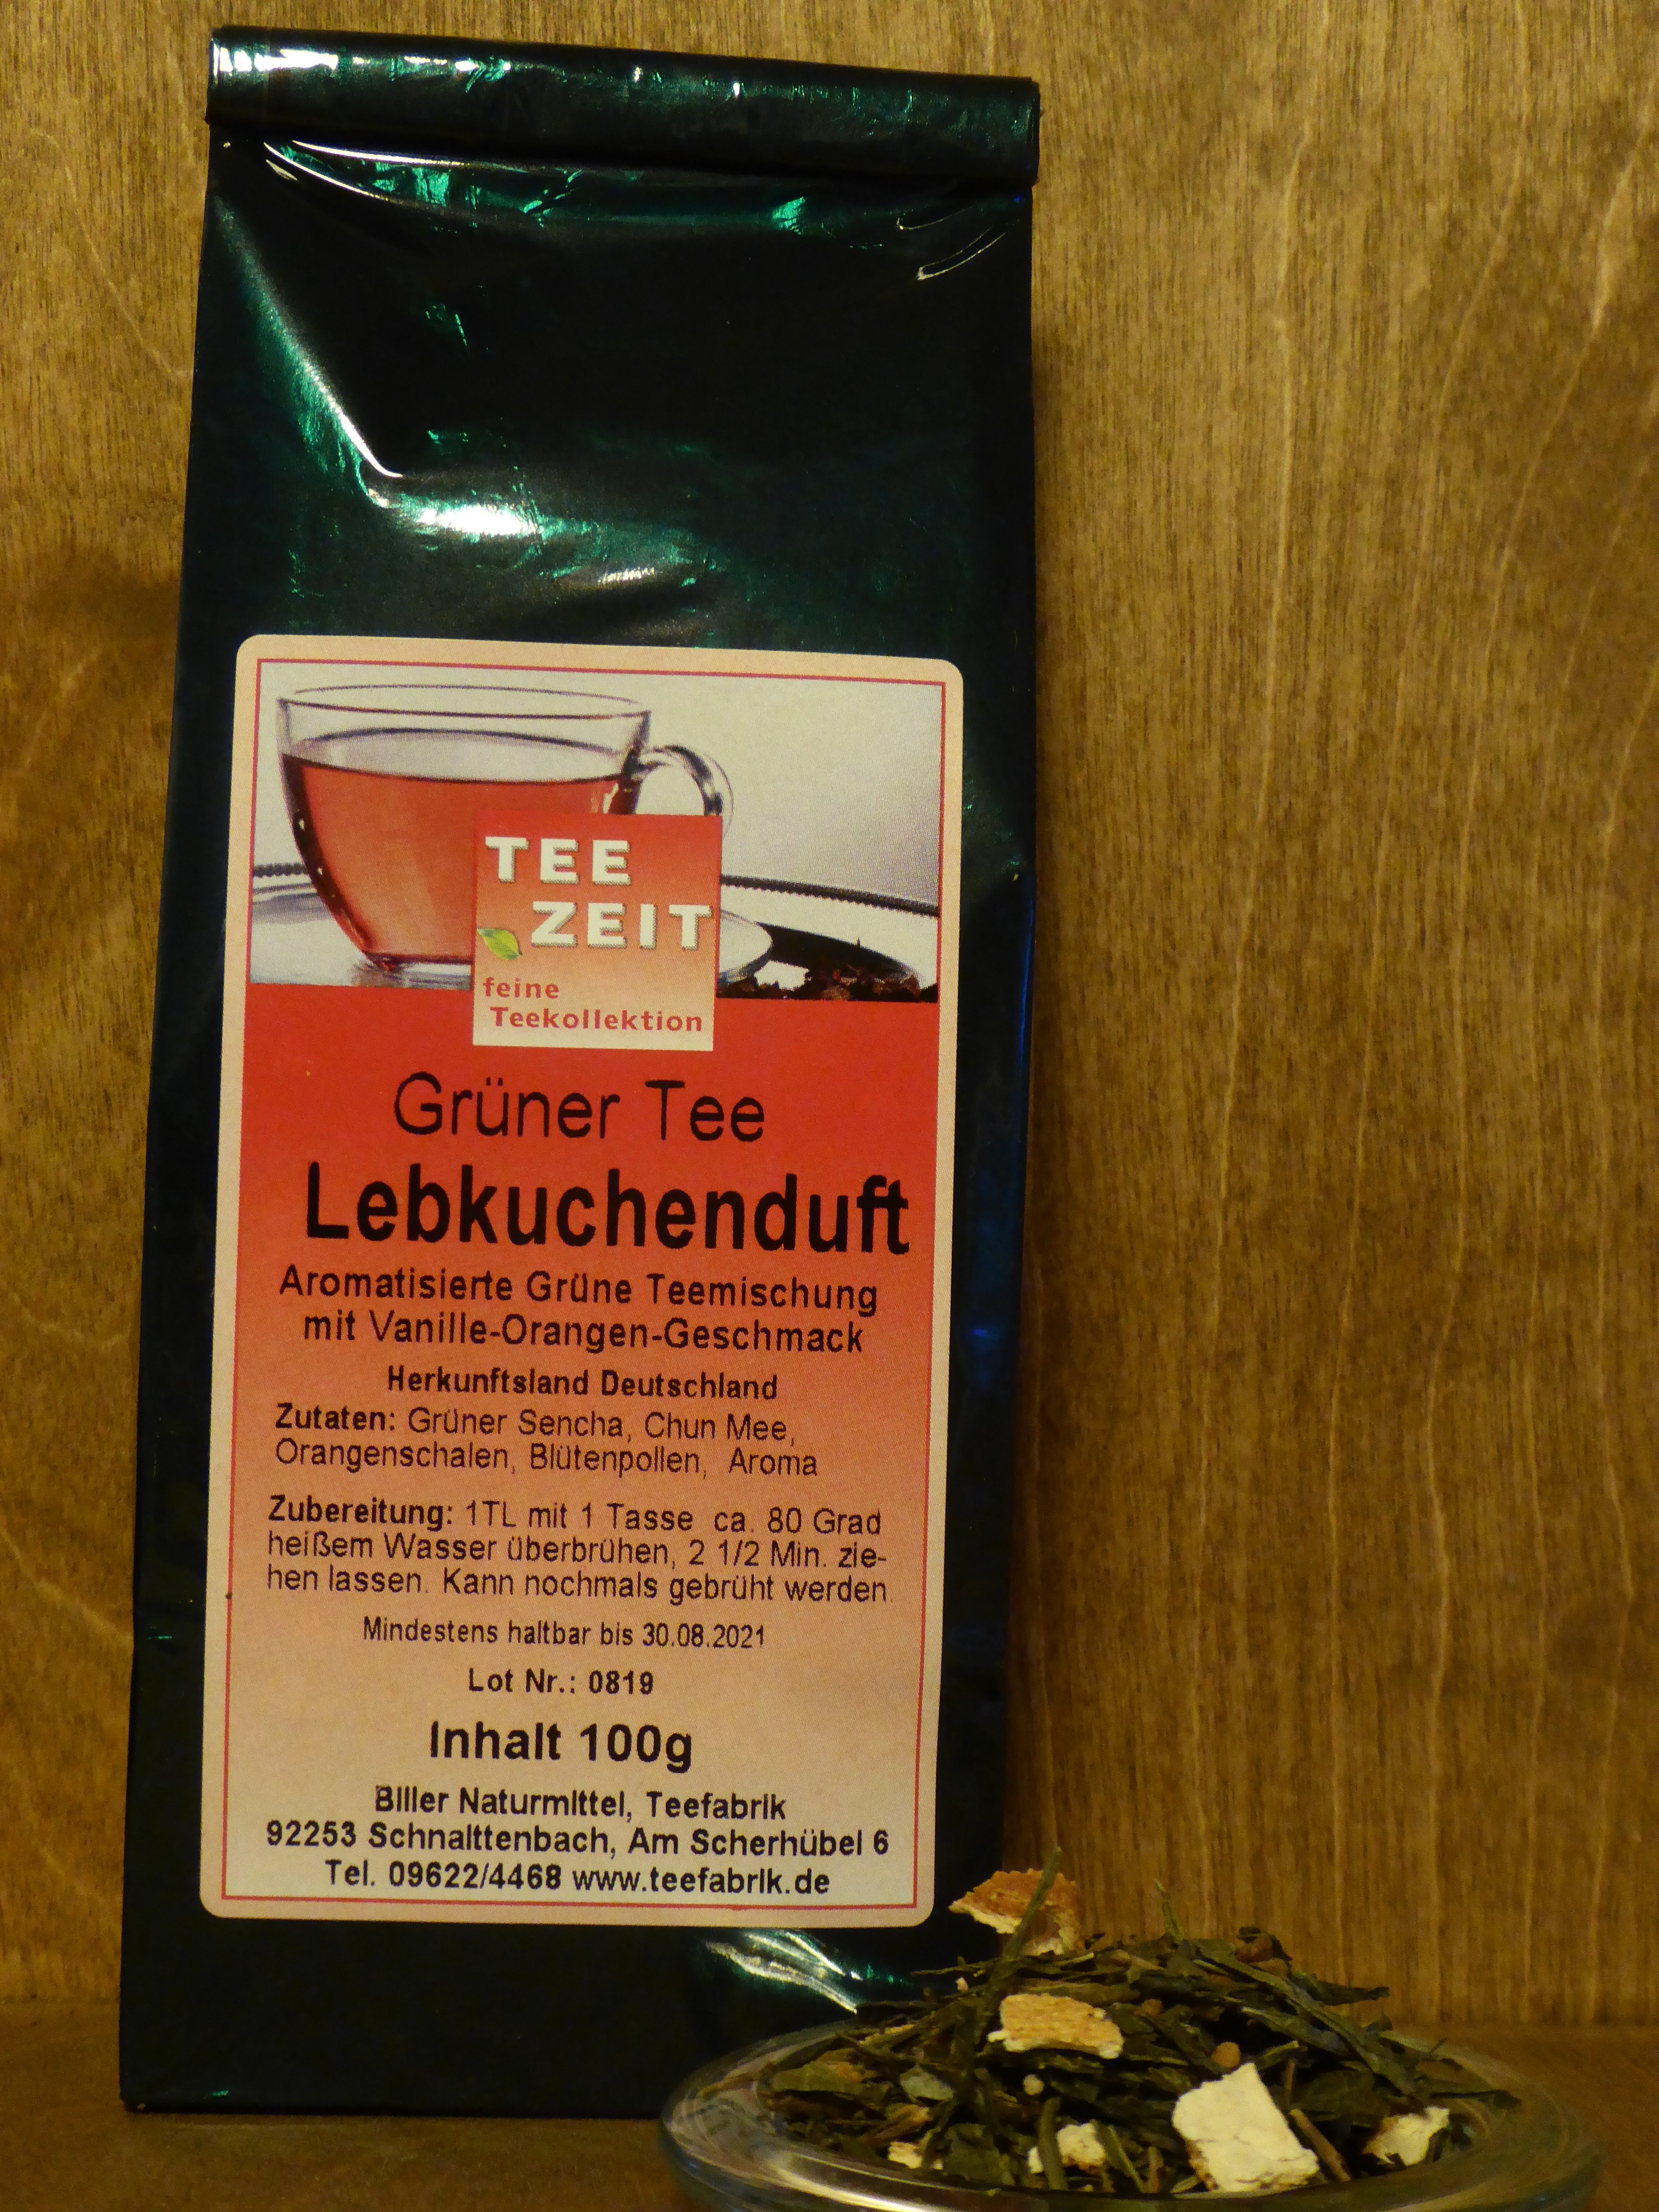 TEE
ZEIT
feine
Teekollektion
Grüner Tee
Lebkuchenduft
Aromatisierte Grüne Teemischung
mit Vanille-Orangen-Geschmack
Herkunftsland Deutschland
Zutaten: Grüner Sencha, Chun Mee,
Orangenschalen, Blütenpollen, Aroma
Zubereitung: 1TL mit 1 Tasse ca. 80 Grad
heißem Wasser überbrühen, 2 1/2 Min. zie-
hen lassen. Kann nochmals gebrüht werden.
Mindestens haltbar bis 30.08.2021
Lot Nr.: 0819
Inhalt 100g
Biller Naturmittel, Teefabrik
92253 Schnaittenbach, Am Scherhübel 6
Tel. 09622/4468 www.teefabrik.de